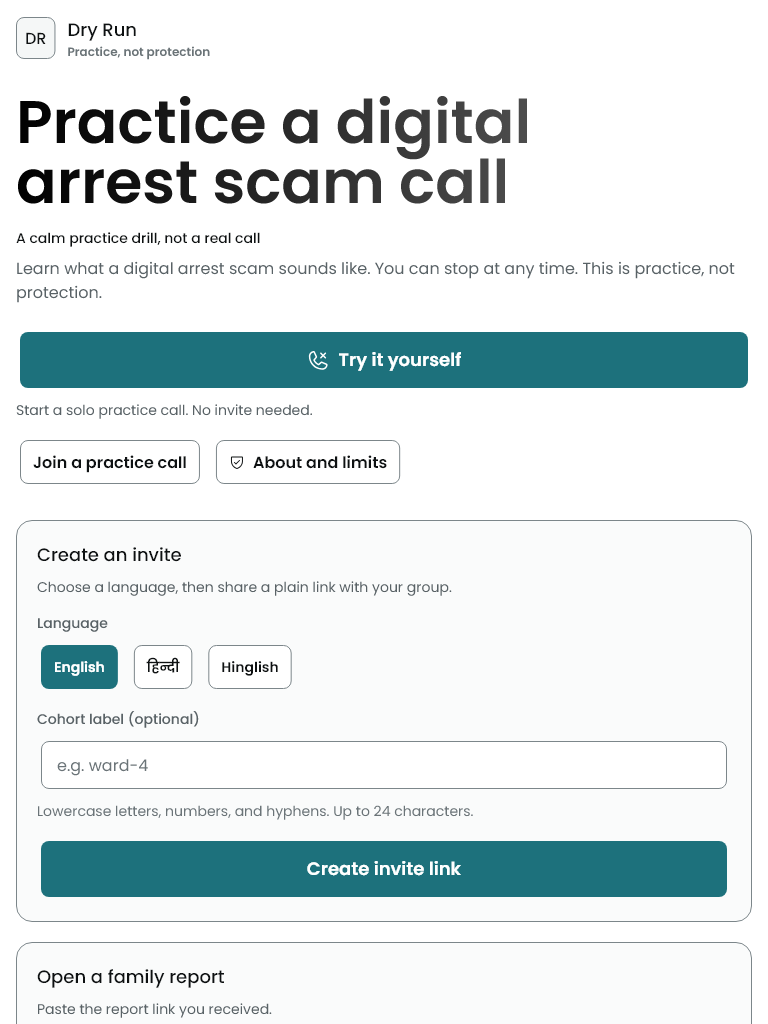 DR
Dry Run
Practice, not protection
Practice a digital
arrest scam call
A calm practice drill, not a real call
Learn what a digital arrest scam sounds like. You can stop at any time. This is practice, not
protection.
Try it yourself
Start a solo practice call. No invite needed.
Join a practice call
About and limits
Create an invite
Choose a language, then share a plain link with your group.
Language
English
हिन्दी
Hinglish
Cohort label (optional)
e.g. ward-4
Lowercase letters, numbers, and hyphens. Up to 24 characters.
Create invite link
Open a family report
Paste the report link you received.